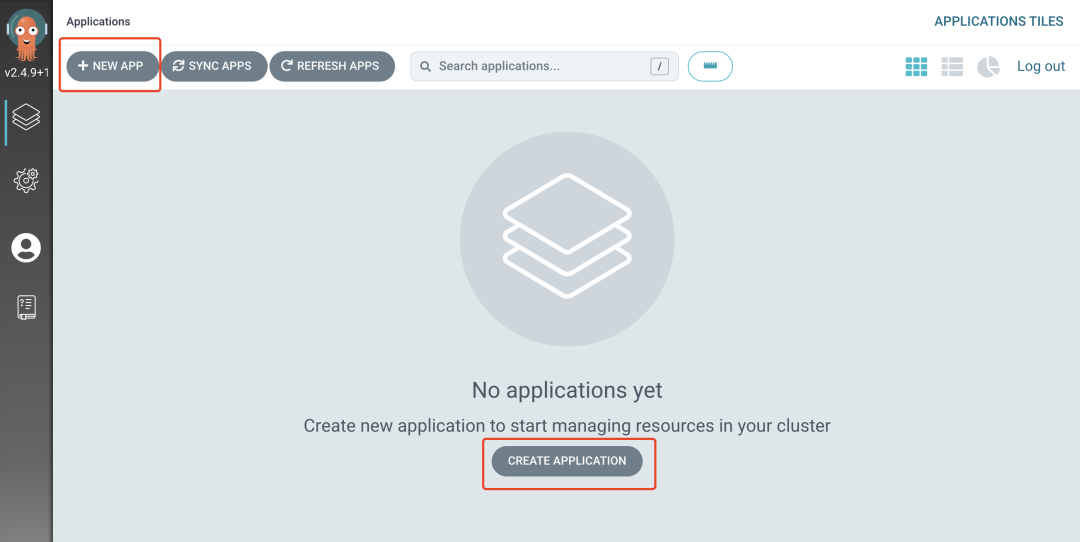 Applications
APPLICATIONS TILES
v2.4.9+1
NEW APP
SYNC APPS
REFRESH APPS
Search applications...
/
Log out
No applications yet
Create new application to start managing resources in your cluster
CREATE APPLICATION